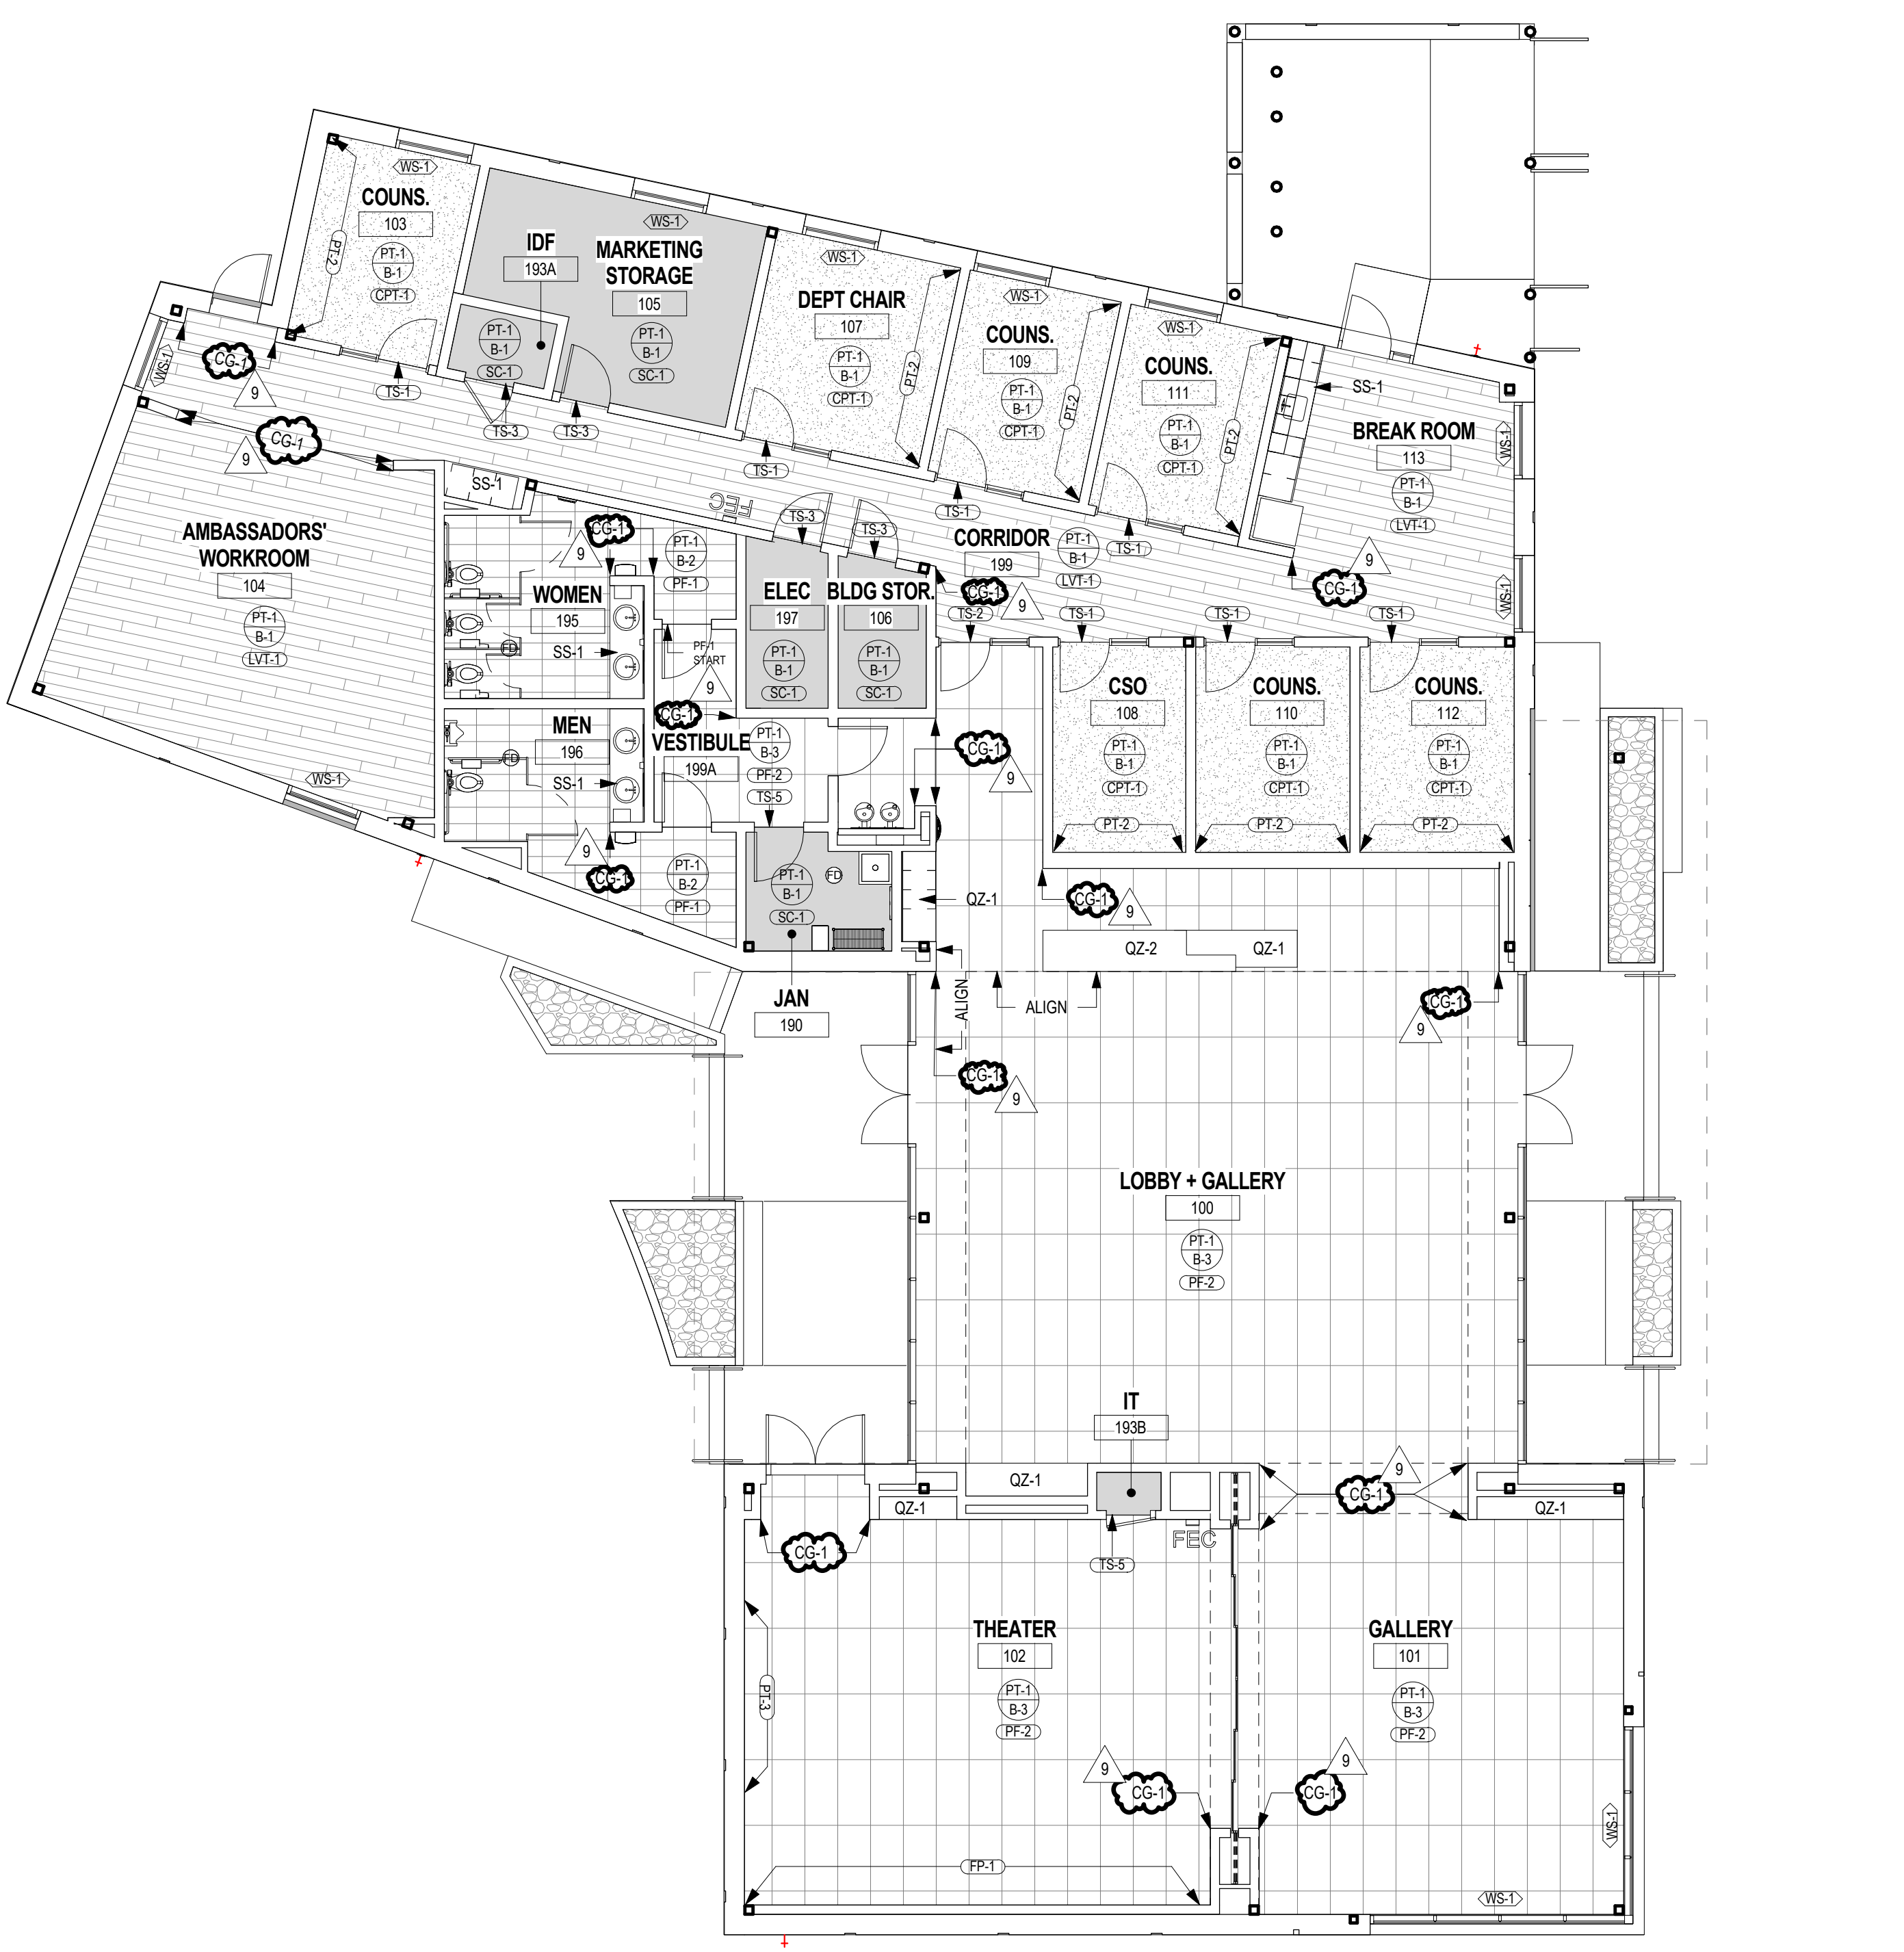 WS-1
COUNS.
103
PT-2
PT-1
B-1
CPT-1
WS-1
IDF
193A
MARKETING
STORAGE
105
PT-1
B-1
SC-1
PT-1
B-1
SC-1
WS-1
DEPT CHAIR
107
PT-1
B-1
CPT-1
PT-2
WS-1
COUNS.
109
PT-1
B-1
CPT-1
PT-2
WS-1
COUNS.
111
PT-1
B-1
CPT-1
PT-2
SS-1
BREAK ROOM
113
PT-1
B-1
LVT-1
WS-1
WS-1
WS-1
CG-1
9
CG-1
9
TS-1
TS-3
TS-3
TS-1
TS-1
TS-1
SS-1
FEC
TS-3
TS-3
CORRIDOR
199
PT-1
B-1
LVT-1
CG-1
9
CG-1
9
AMBASSADORS'
WORKROOM
104
PT-1
B-1
LVT-1
WS-1
CG-1
9
PT-1
B-2
PF-1
WOMEN
195
FD
SS-1
PF-1
START
9
CG-1
ELEC
197
PT-1
B-1
SC-1
BLDG STOR.
106
PT-1
B-1
SC-1
TS-2
TS-1
TS-1
TS-1
CSO
108
PT-1
B-1
CPT-1
PT-2
COUNS.
110
PT-1
B-1
CPT-1
PT-2
COUNS.
112
PT-1
B-1
CPT-1
PT-2
MEN
196
FD
SS-1
VESTIBULE
199A
PT-1
B-3
PF-2
TS-5
CG-1
9
9
CG-1
PT-1
B-2
PF-1
PT-1
B-1
SC-1
FD
QZ-1
CG-1
9
QZ-2
QZ-1
JAN
190
ALIGN
ALIGN
CG-1
9
CG-1
9
LOBBY + GALLERY
100
PT-1
B-3
PF-2
IT
193B
QZ-1
QZ-1
9
CG-1
QZ-1
CG-1
FEC
TS-5
THEATER
102
PT-1
B-3
PF-2
PT-3
GALLERY
101
PT-1
B-3
PF-2
9
CG-1
9
CG-1
WS-1
FP-1
WS-1